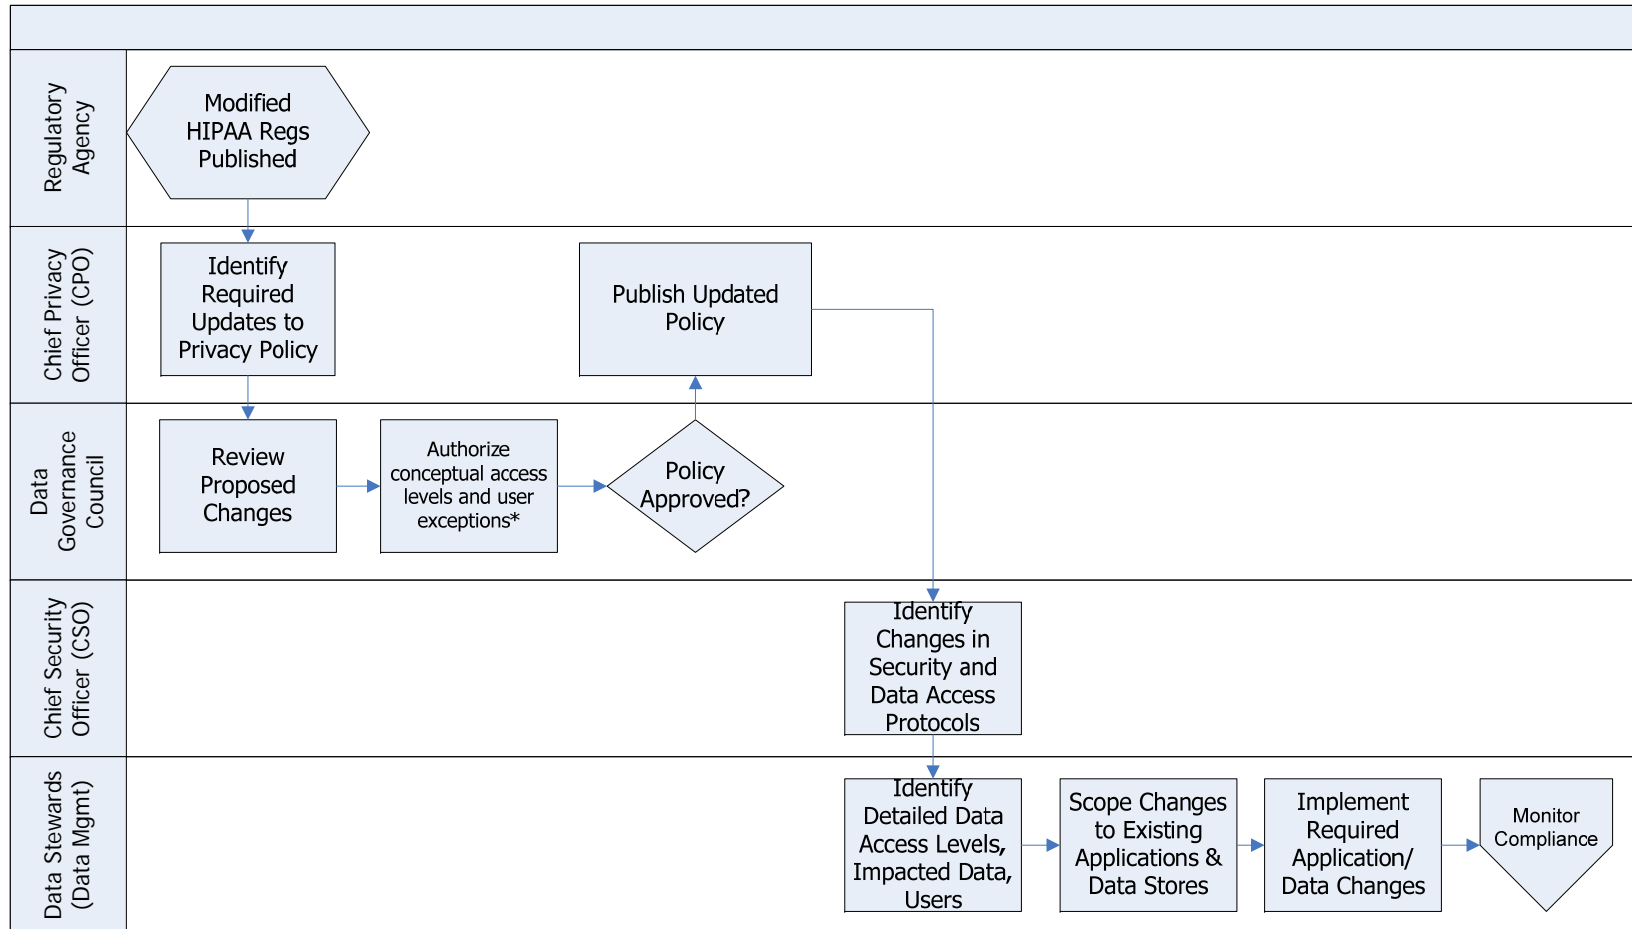 Regulatory
Agency
Modified
HIPAA Regs
Published
Chief Privacy
Officer (CPO)
Identify
Required
Updates to
Privacy Policy
Publish Updated
Policy
Data
Governance
Council
Review
Proposed
Changes
Authorize
conceptual access
levels and user
exceptions*
Policy
Approved?
Chief Security
Officer (CSO)
Identify
Changes in
Security and
Data Access
Protocols
Data Stewards
(Data Mgmt)
Identify
Detailed Data
Access Levels,
Impacted Data,
Users
Scope Changes
to Existing
Applications &
Data Stores
Implement
Required
Application/
Data Changes
Monitor
Compliance